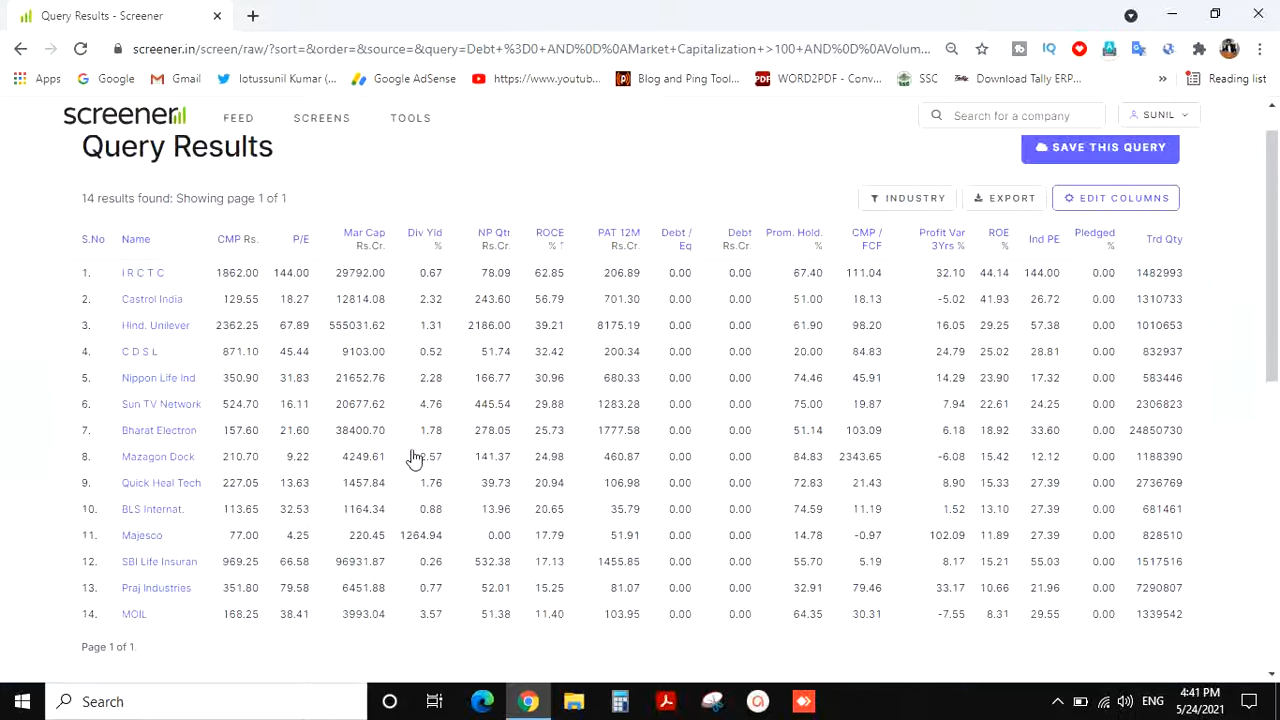 Query Results - Screener
screener.in/screen/raw/?sort=&order=&source=&query=Debt+%3D0+AND%0D%0AMarket+Capitalization+>100+AND%0D%0AVolum...
Apps Google Gmail lotussunil Kumar (... Google AdSense https://www.youtub... Blog and Ping Tool... WORD2PDF - Conv... SSC Download Tally ERP... » Reading list
screener FEED SCREENS TOOLS Search for a company SUNIL
Query Results SAVE THIS QUERY
14 results found: Showing page 1 of 1 INDUSTRY EXPORT EDIT COLUMNS
S.No Name CMP Rs. P/E Mar Cap Rs.Cr. Div Yld % NP Qtr Rs.Cr. ROCE % ↑ PAT 12M Rs.Cr. Debt / Eq Debt Rs.Cr. Prom. Hold. % CMP / FCF Profit Var 3Yrs % ROE % Ind PE Pledged % Trd Qty
1. I R C T C 1862.00 144.00 29792.00 0.67 78.09 62.85 206.89 0.00 0.00 67.40 111.04 32.10 44.14 144.00 0.00 1482993
2. Castrol India 129.55 18.27 12814.08 2.32 243.60 56.79 701.30 0.00 0.00 51.00 18.13 -5.02 41.93 26.72 0.00 1310733
3. Hind. Unilever 2362.25 67.89 555031.62 1.31 2186.00 39.21 8175.19 0.00 0.00 61.90 98.20 16.05 29.25 57.38 0.00 1010653
4. C D S L 871.10 45.44 9103.00 0.52 51.74 32.42 200.34 0.00 0.00 20.00 84.83 24.79 25.02 28.81 0.00 832937
5. Nippon Life Ind 350.90 31.83 21652.76 2.28 166.77 30.96 680.33 0.00 0.00 74.46 45.91 14.29 23.90 17.32 0.00 583446
6. Sun TV Network 524.70 16.11 20677.62 4.76 445.54 29.88 1283.28 0.00 0.00 75.00 19.87 7.94 22.61 24.25 0.00 2306823
7. Bharat Electron 157.60 21.60 38400.70 1.78 278.05 25.73 1777.58 0.00 0.00 51.14 103.09 6.18 18.92 33.60 0.00 24850730
8. Mazagon Dock 210.70 9.22 4249.61 .57 141.37 24.98 460.87 0.00 0.00 84.83 2343.65 -6.08 15.42 12.12 0.00 1188390
9. Quick Heal Tech 227.05 13.63 1457.84 1.76 39.73 20.94 106.98 0.00 0.00 72.83 21.43 8.90 15.33 27.39 0.00 2736769
10. BLS Internat. 113.65 32.53 1164.34 0.88 13.96 20.65 35.79 0.00 0.00 74.59 11.19 1.52 13.10 27.39 0.00 681461
11. Majesco 77.00 4.25 220.45 1264.94 0.00 17.79 51.91 0.00 0.00 14.78 -0.97 102.09 11.89 27.39 0.00 828510
12. SBI Life Insuran 969.25 66.58 96931.87 0.26 532.38 17.13 1455.85 0.00 0.00 55.70 5.19 8.17 10.96 55.03 0.00 1517516
13. Praj Industries 351.80 79.58 6451.88 0.77 52.01 15.25 81.07 0.00 0.00 32.91 79.46 33.17 10.66 21.96 0.00 7290807
14. MOIL 168.25 38.41 3993.04 3.57 51.38 11.40 103.95 0.00 0.00 64.35 30.31 -7.55 8.31 29.55 0.00 1339542
Page 1 of 1.
Search ENG 4:41 PM
5/24/2021